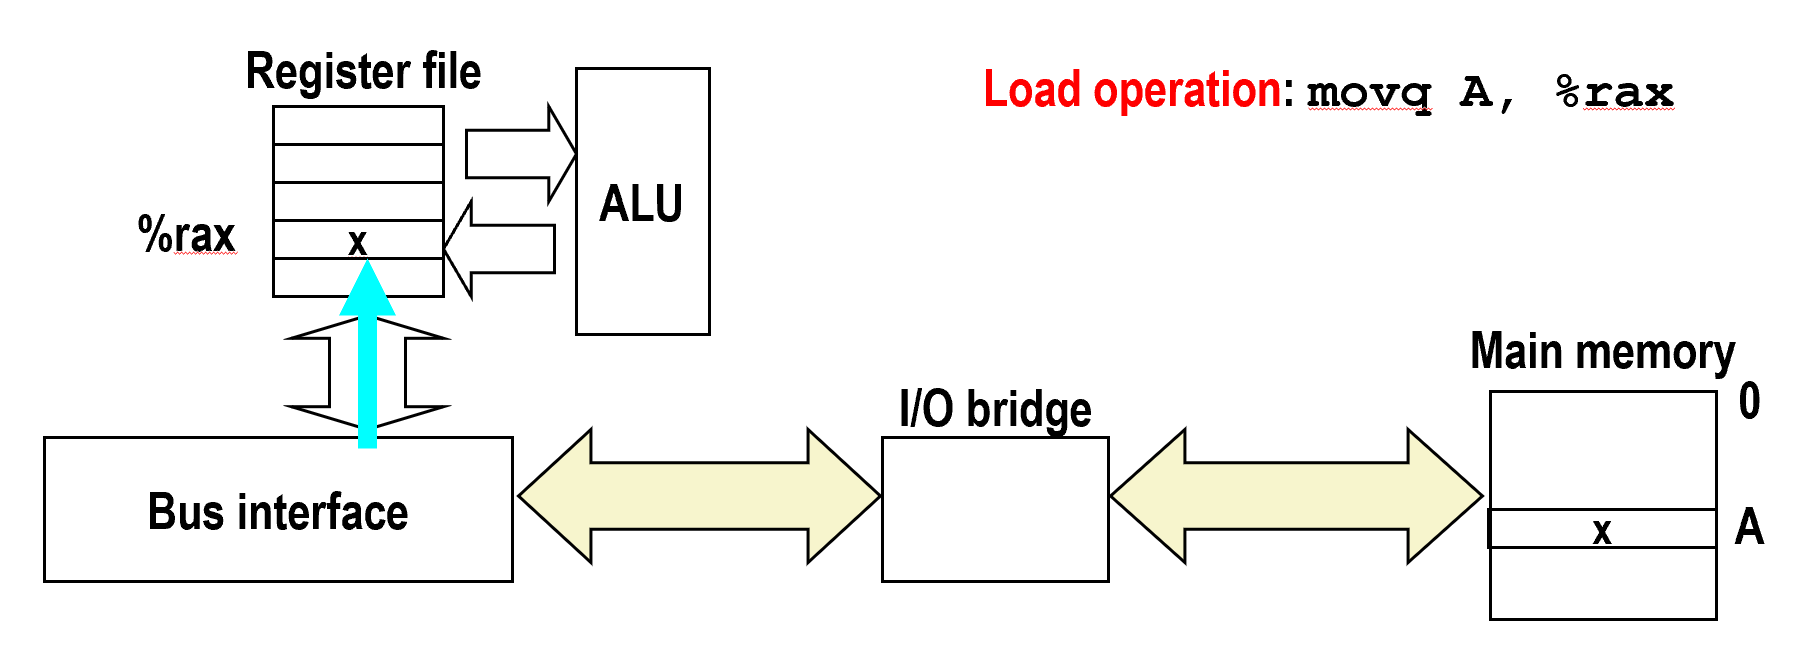 Register file
Load operation: movq A, %rax
ALU
%rax
x
Main memory
0
I/O bridge
Bus interface
x
A